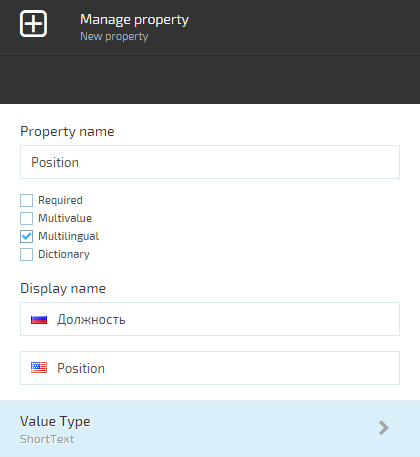 Manage property
New property
Property name
Position
Required
Multivalue
Multilingual
Dictionary
Display name
Должность
Position
Value Type
ShortText